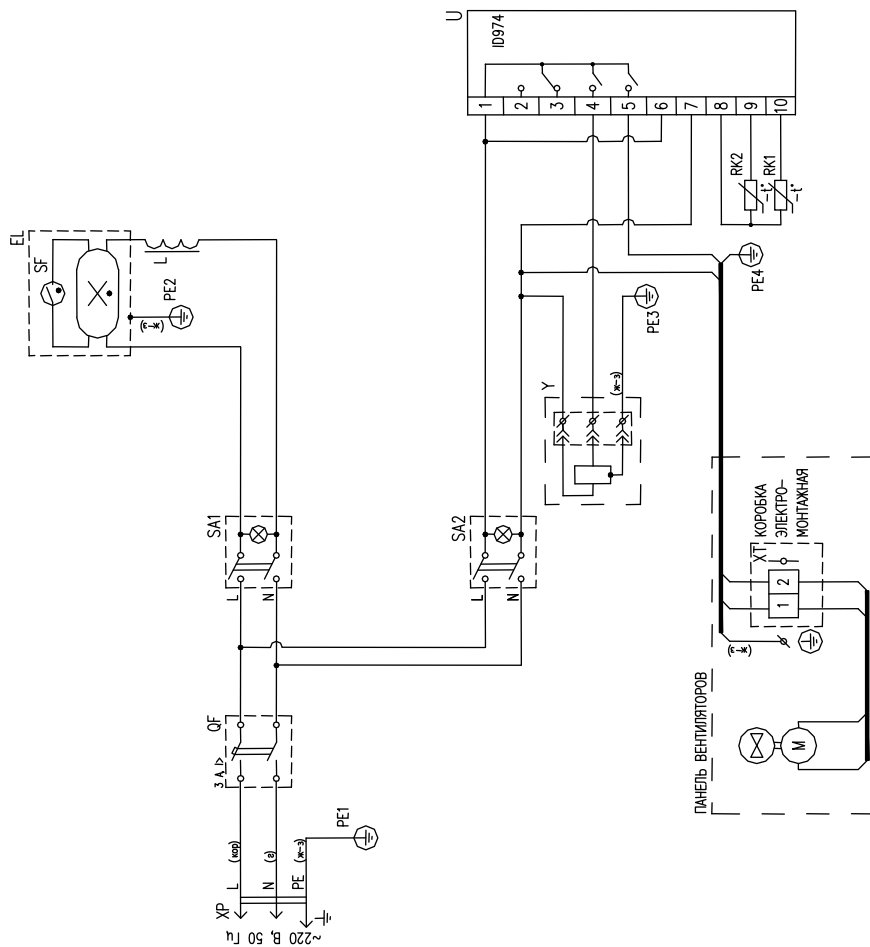 U
ID974
1
2
3
4
5
6
7
8
9
10
RK2
-t°
RK1
-t°
EL
SF
L
PE2
(ж-з)
PE4
PE3
(ж-з)
Y
SA1
L
N
SA2
L
N
XT
КОРОБКА
ЭЛЕКТРО-
МОНТАЖНАЯ
1
2
(ж-з)
ПАНЕЛЬ ВЕНТИЛЯТОРОВ
M
QF
3 A I>
XP
L
(кор)
N
(г)
PE
(ж-з)
PE1
~220 В, 50 Гц